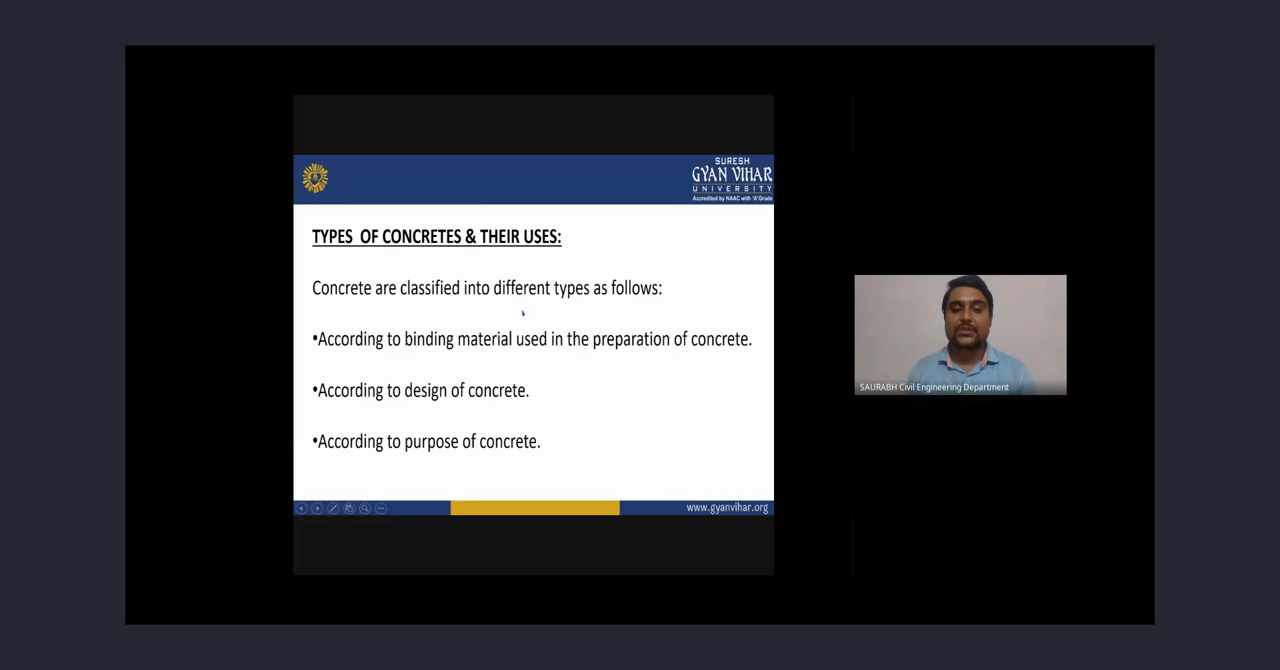 SURESH
GYAN VIHAR
UNIVERSITY
Accredited by NAAC with 'A' Grade
TYPES OF CONCRETES & THEIR USES:
Concrete are classified into different types as follows:
•According to binding material used in the preparation of concrete.
•According to design of concrete.
•According to purpose of concrete.
SAURABH Civil Engineering Department
www.gyanvihar.org